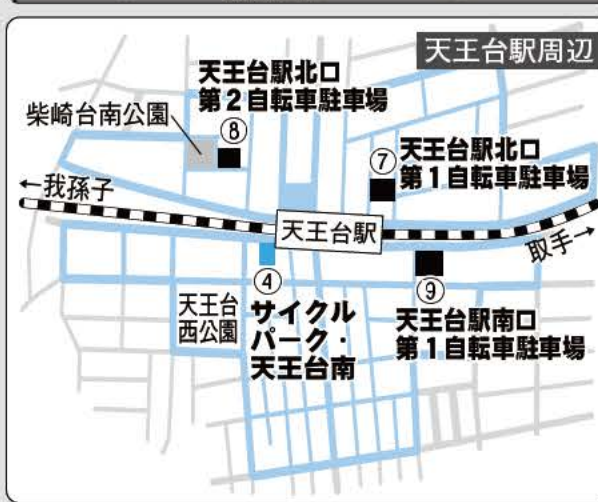 天王台駅周辺
天王台駅北口
第2自転車駐車場
柴崎台南公園
⑧
⑦
天王台駅北口
第1自転車駐車場
←我孫子
天王台駅
取手→
④
サイクル
パーク・
天王台南
天王台
西公園
⑨
天王台駅南口
第1自転車駐車場